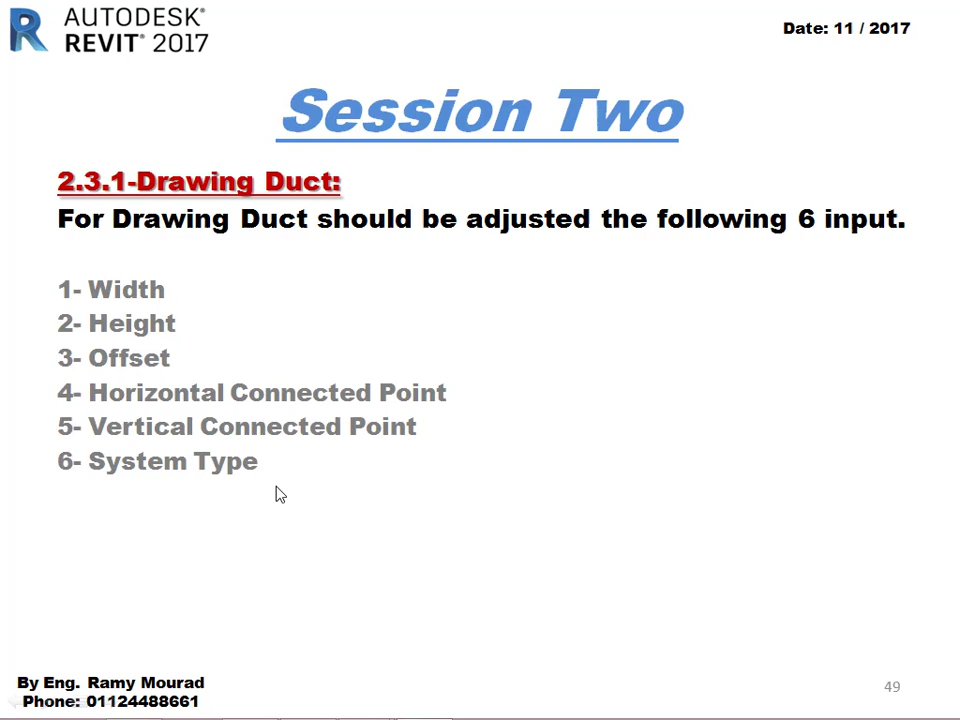 AUTODESK®
REVIT® 2017
Date: 11 / 2017
Session Two
2.3.1-Drawing Duct:
For Drawing Duct should be adjusted the following 6 input.
1- Width
2- Height
3- Offset
4- Horizontal Connected Point
5- Vertical Connected Point
6- System Type
By Eng. Ramy Mourad
Phone: 01124488661
49